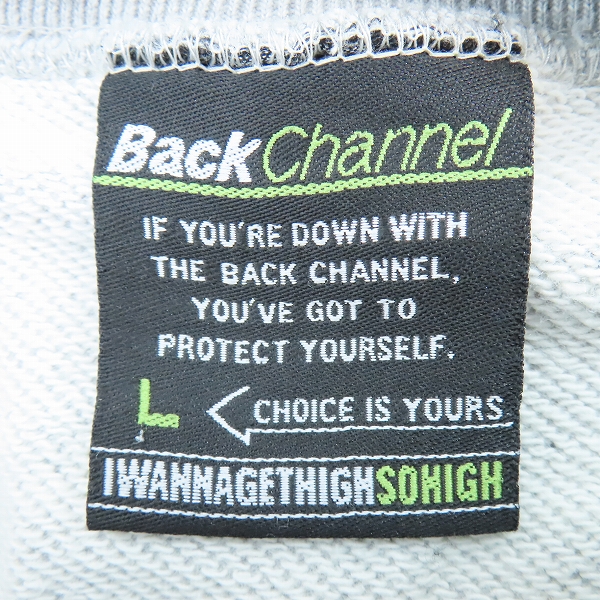 BackChannel
IF YOU'RE DOWN WITH
THE BACK CHANNEL,
YOU'VE GOT TO
PROTECT YOURSELF.
L CHOICE IS YOURS
IWANNAGETHIGHSOHIGH